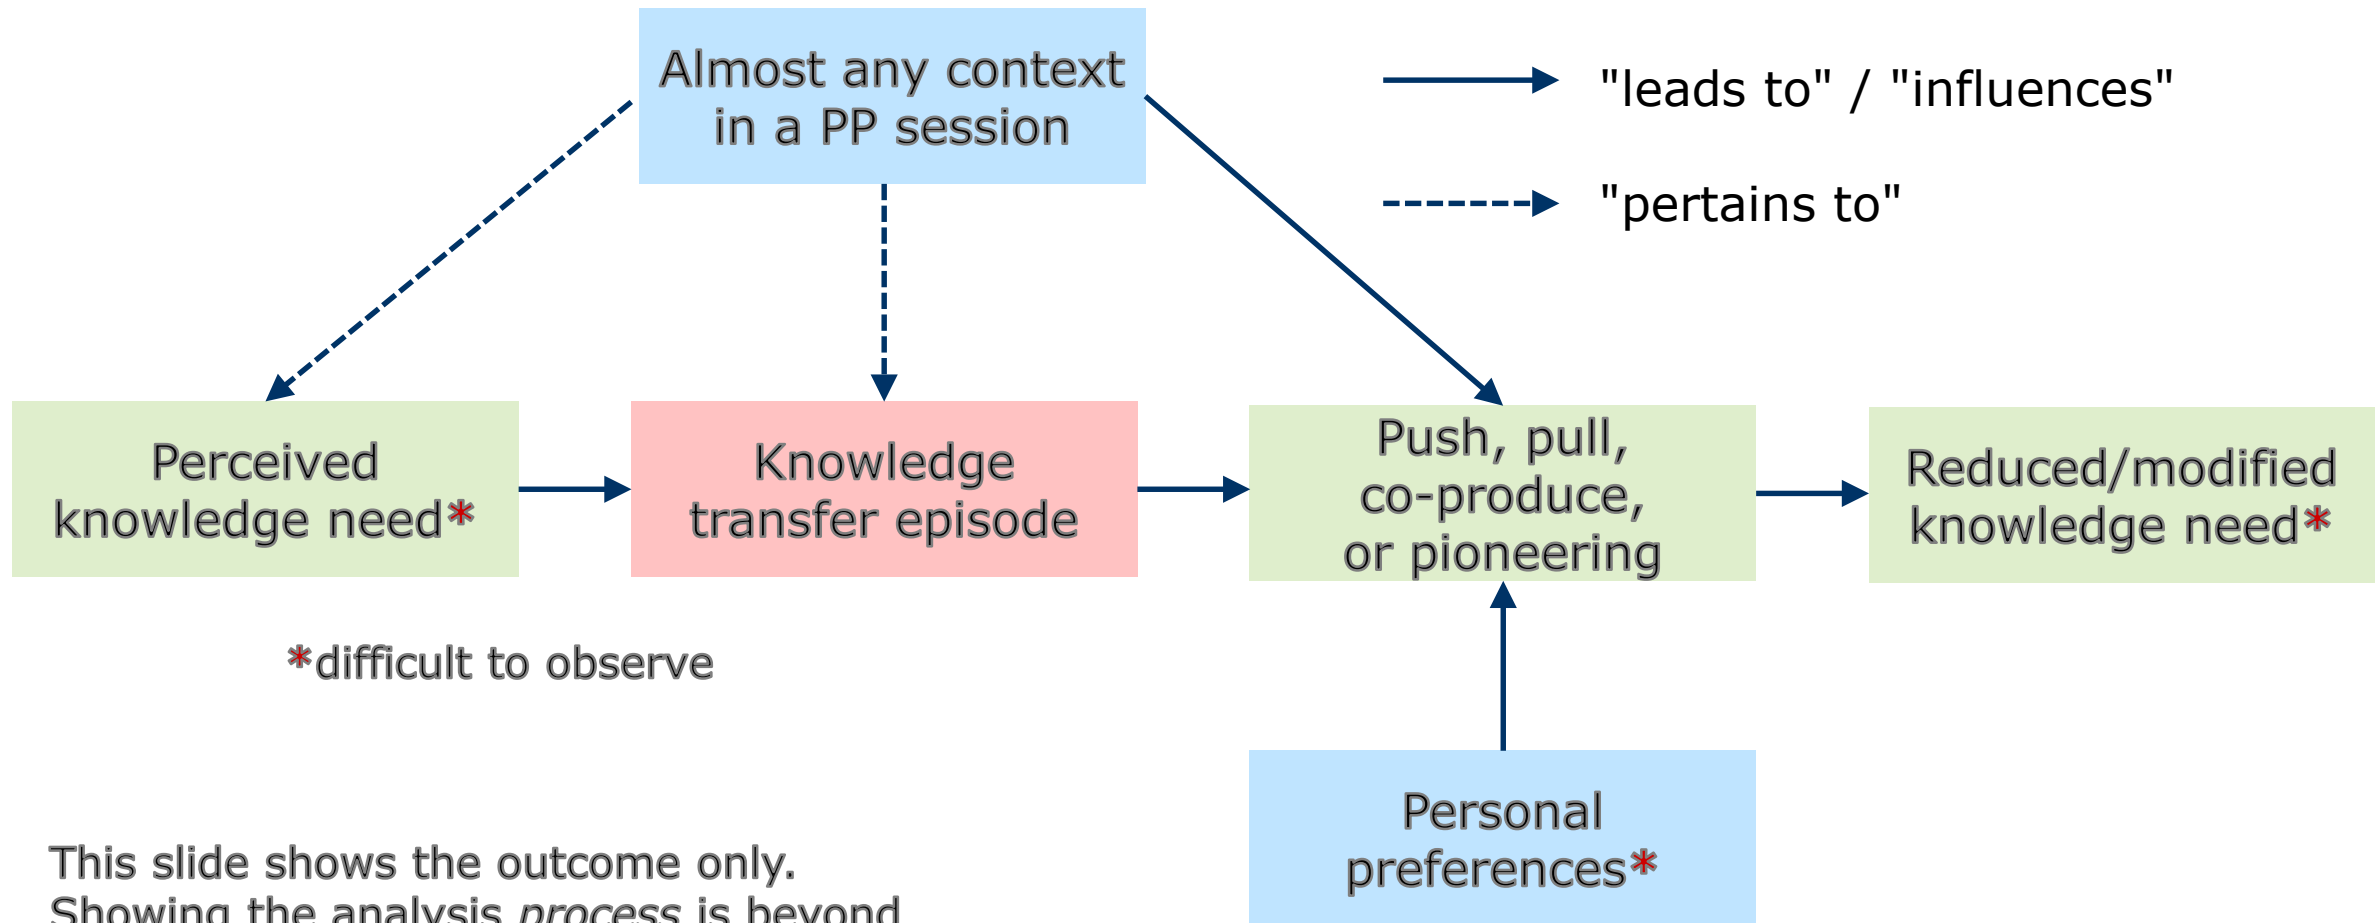 Almost any context
in a PP session
"leads to" / "influences"
"pertains to"
Perceived
knowledge need*
Knowledge
transfer episode
Push, pull,
co-produce,
or pioneering
Reduced/modified
knowledge need*
*difficult to observe
Personal
preferences*
This slide shows the outcome only.
Showing the analysis process is beyond